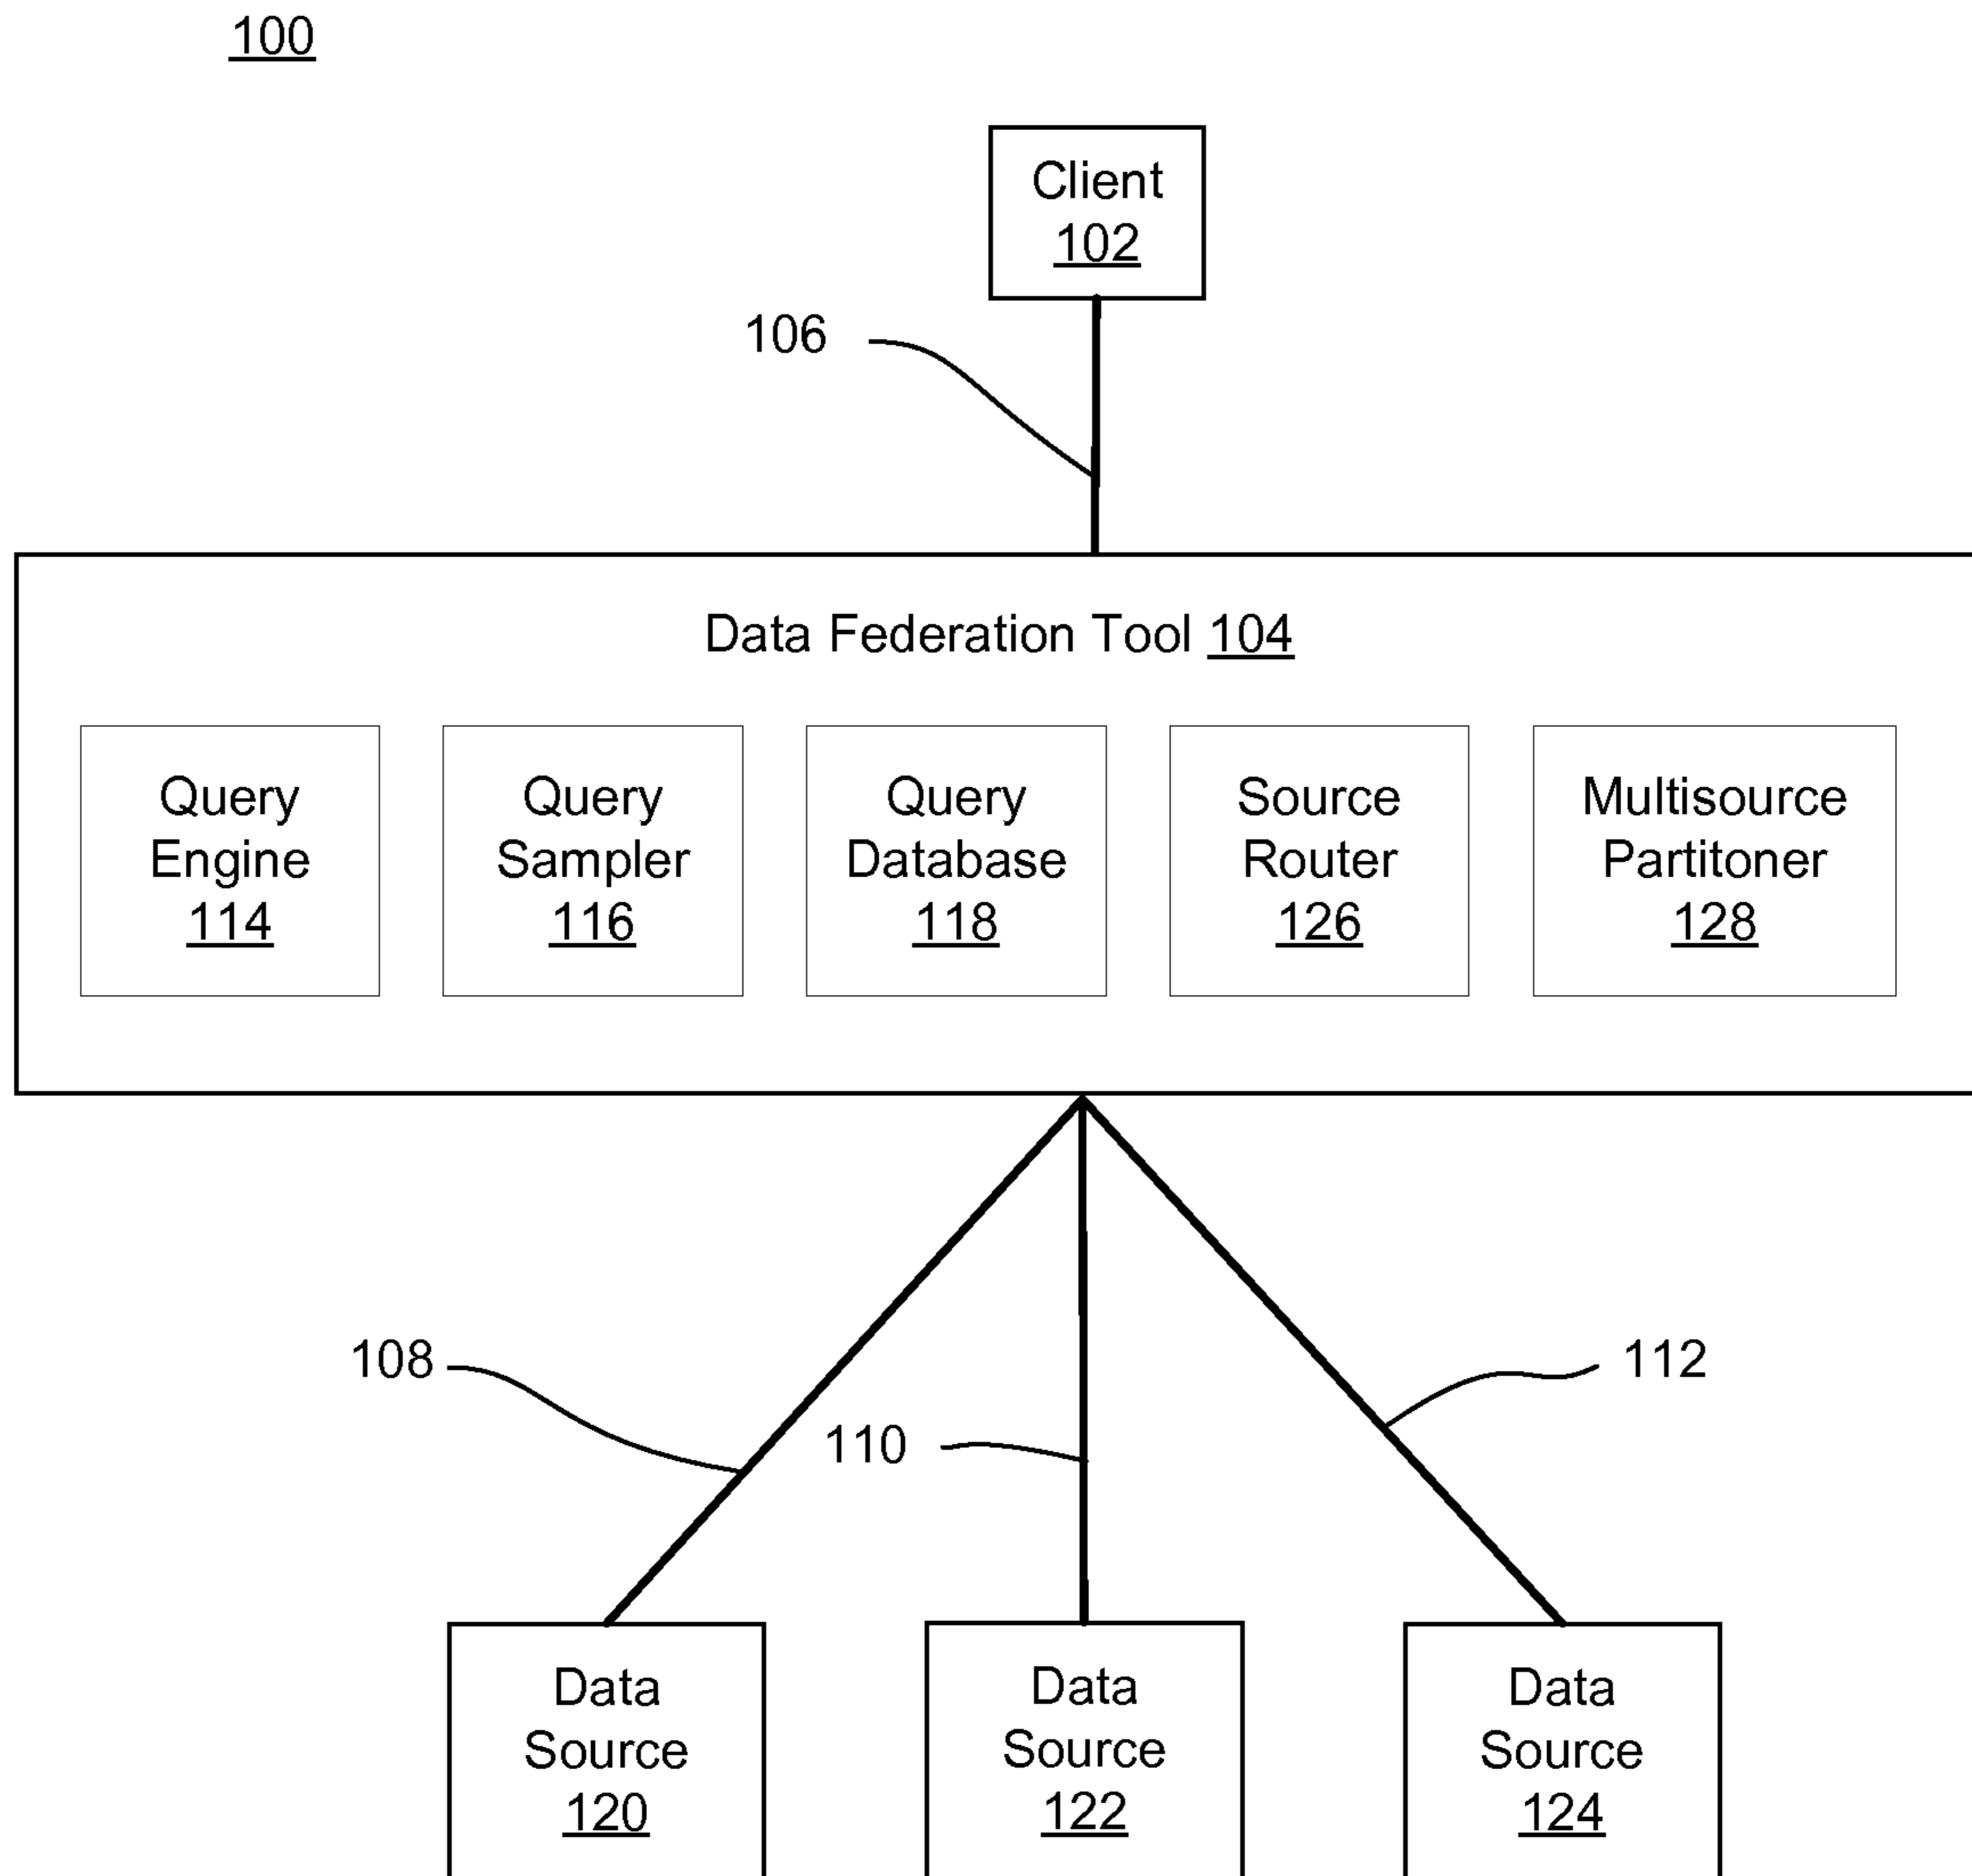 100
Client
102
106
Data Federation Tool 104
Query
Engine
114
Query
Sampler
116
Query
Database
118
Source
Router
126
Multisource
Partitoner
128
108
110
112
Data
Source
120
Data
Source
122
Data
Source
124